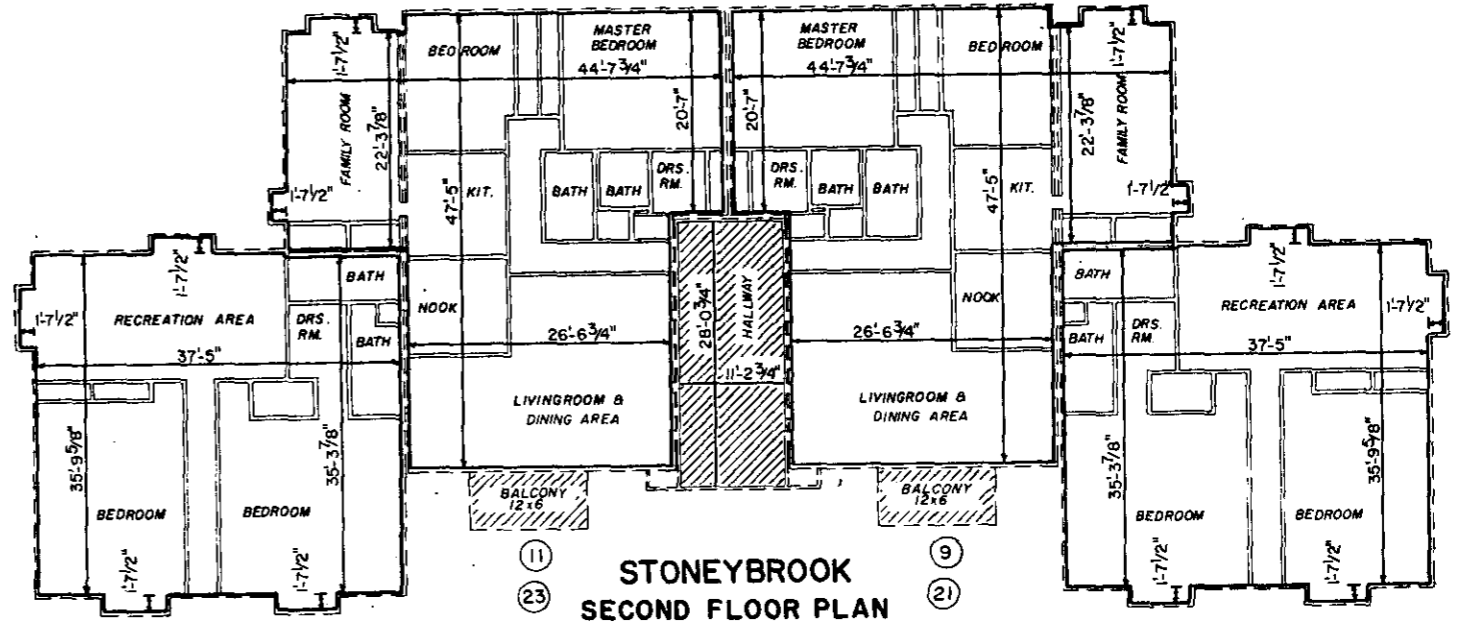 BEDROOM
MASTER
BEDROOM
44'-7 3/4"
1'-7 1/2"
FAMILY ROOM
22'-3 7/8"
47'-5"
20'-7"
1'-7 1/2"
KIT.
BATH
BATH
DRS.
RM.
NOOK
26'-6 3/4"
LIVINGROOM &
DINING AREA
BALCONY
12x6
1'-7 1/2"
1'-7 1/2"
RECREATION AREA
37'-5"
BATH
DRS.
RM.
BATH
35'-9 5/8"
35'-3 7/8"
BEDROOM
BEDROOM
1'-7 1/2"
1'-7 1/2"
28'-0 3/4"
HALLWAY
11'-2 3/4"
MASTER
BEDROOM
BEDROOM
44'-7 3/4"
20'-7"
47'-5"
1'-7 1/2"
22'-3 7/8"
FAMILY ROOM
1'-7 1/2"
DRS.
RM.
BATH
BATH
KIT.
NOOK
26'-6 3/4"
LIVINGROOM &
DINING AREA
BALCONY
12x6
BATH
BATH
DRS.
RM.
1'-7 1/2"
RECREATION AREA
1'-7 1/2"
37'-5"
35'-3 7/8"
35'-9 5/8"
BEDROOM
BEDROOM
1'-7 1/2"
1'-7 1/2"
11
23
9
21
STONEYBROOK
SECOND FLOOR PLAN